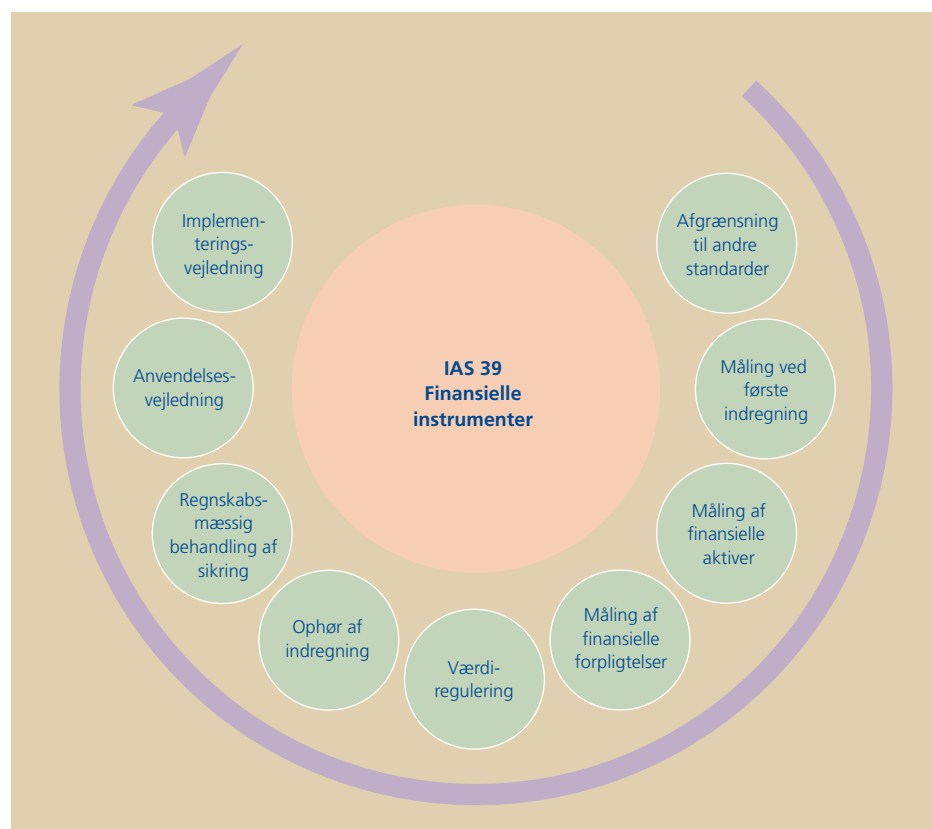 IAS 39
Finansielle
instrumenter
Afgrænsning
til andre
standarder
Måling ved
første
indregning
Måling af
finansielle
aktiver
Måling af
finansielle
forpligtelser
Værdi-
regulering
Ophør af
indregning
Regnskabs-
mæssig
behandling af
sikring
Anvendelses-
vejledning
Implemen-
terings-
vejledning